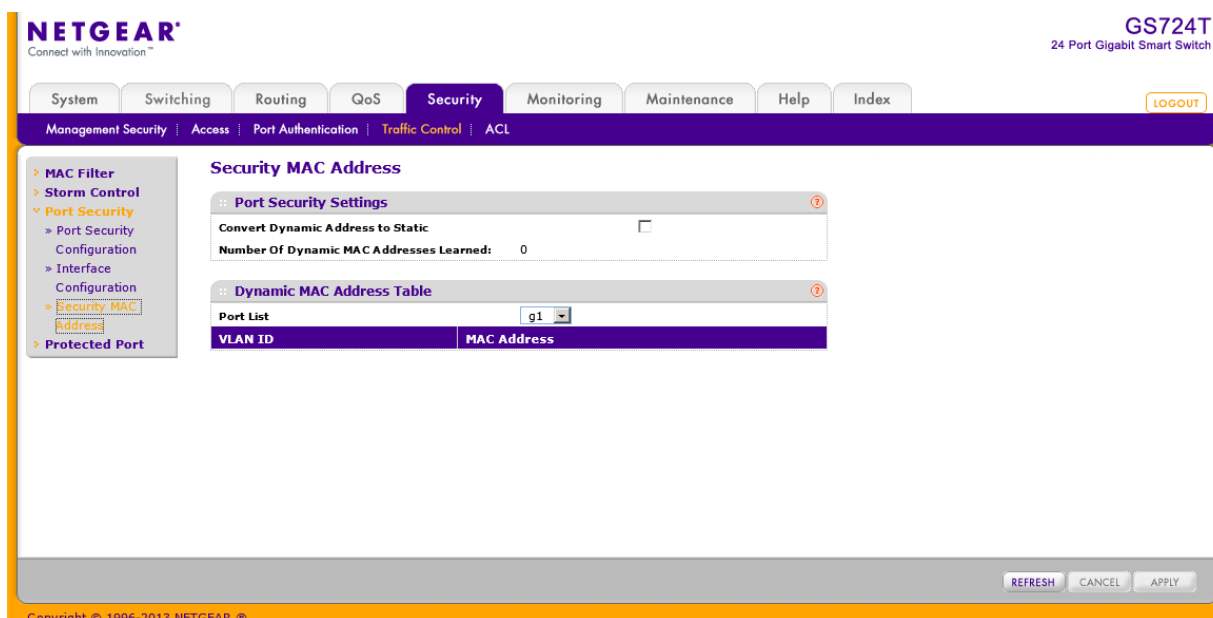 NETGEAR®
Connect with Innovation™
GS724T
24 Port Gigabit Smart Switch
System Switching Routing QoS Security Monitoring Maintenance Help Index
LOGOUT
Management Security Access Port Authentication Traffic Control ACL
MAC Filter
Storm Control
Port Security
» Port Security
Configuration
» Interface
Configuration
» Security MAC
Address
Protected Port
Security MAC Address
:: Port Security Settings ?
Convert Dynamic Address to Static
Number Of Dynamic MAC Addresses Learned: 0
:: Dynamic MAC Address Table ?
Port List g1
VLAN ID MAC Address
REFRESH CANCEL APPLY
Copyright © 1996-2013 NETGEAR ®